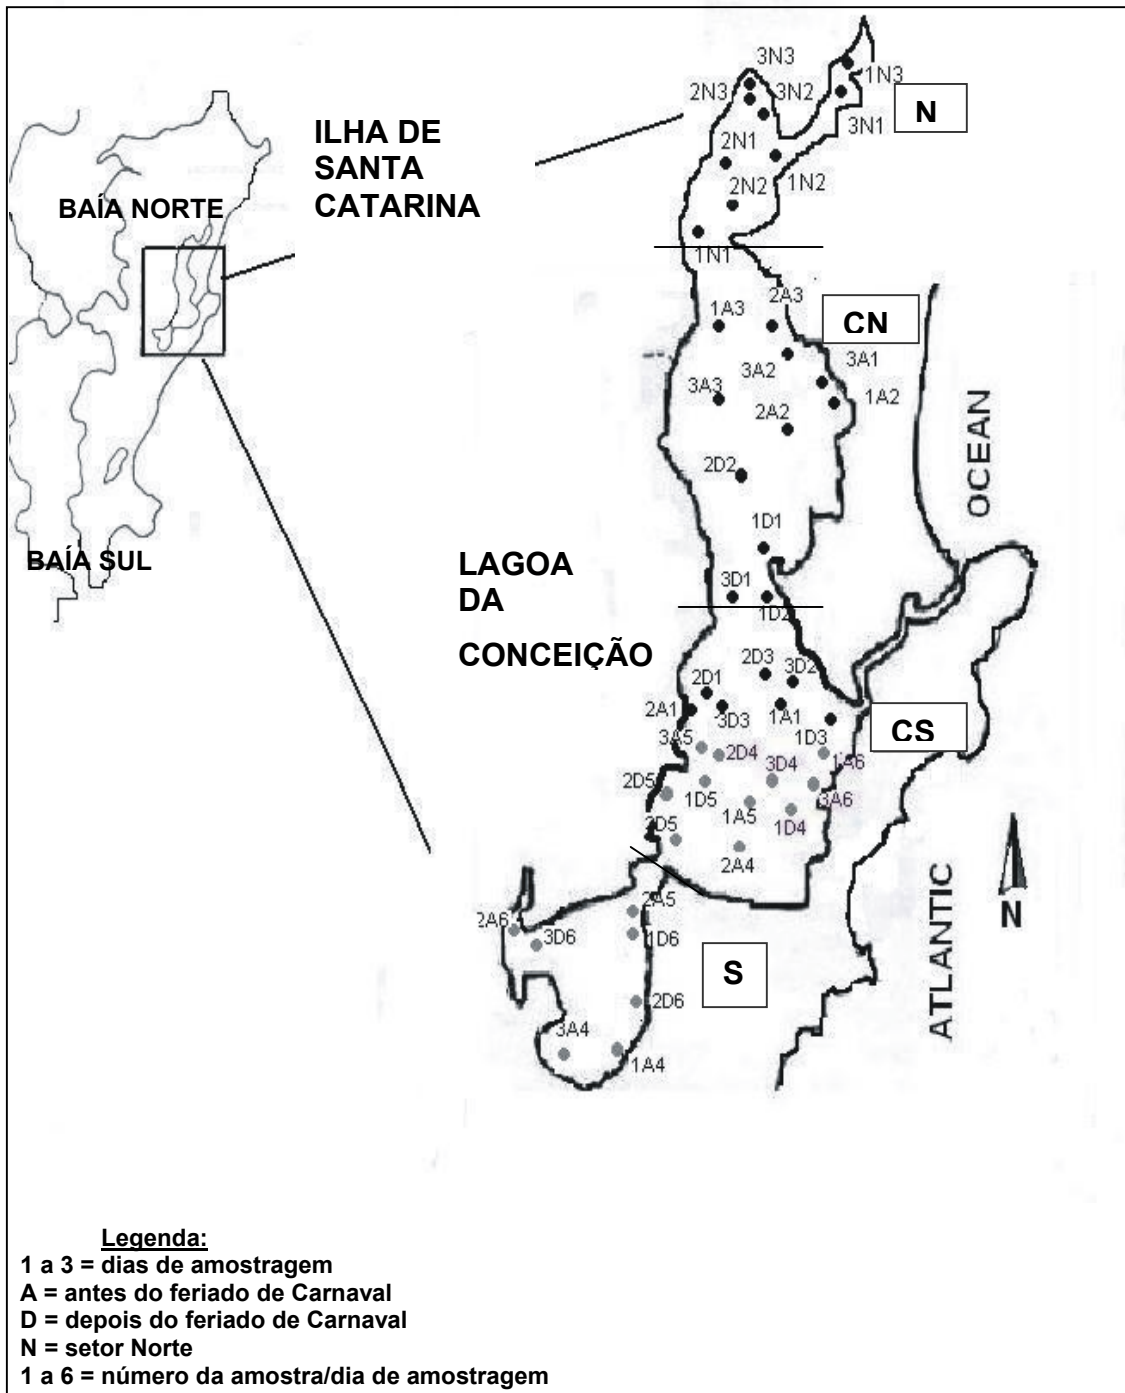 ILHA DE
SANTA
CATARINA
BAÍA NORTE
BAÍA SUL
LAGOA
DA
CONCEIÇÃO
3N3
1N3
2N3
3N2
N
3N1
2N1
1N2
2N2
1N1
2A3
1A3
CN
3A1
3A2
3A3
1A2
2A2
OCEAN
2D2
1D1
3D1
1D2
2D3
3D2
2D1
2A1
3D3
1A1
CS
1D3
3A5
2D4
1A6
3D4
2D5
1D5
3A6
1A5
1D4
3D5
2A4
ATLANTIC
N
2A5
2A6
1D6
3D6
S
2D6
3A4
1A4
Legenda:
1 a 3 = dias de amostragem
A = antes do feriado de Carnaval
D = depois do feriado de Carnaval
N = setor Norte
1 a 6 = número da amostra/dia de amostragem